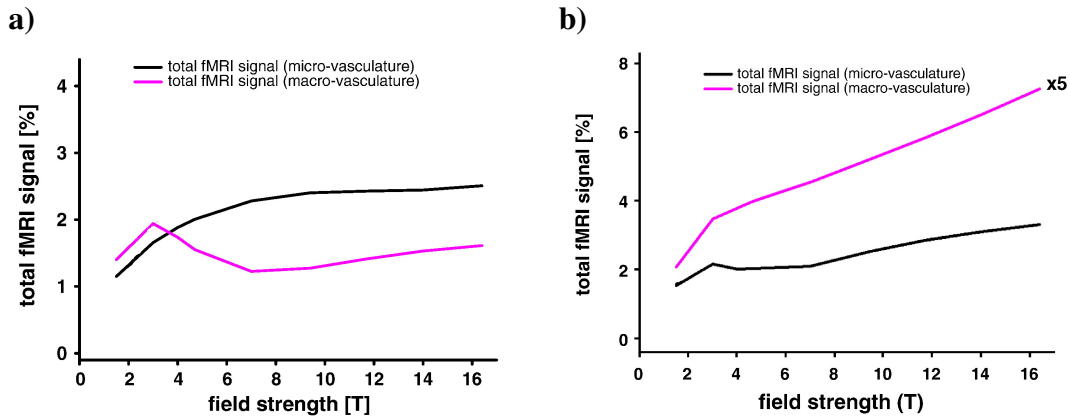 a)
total fMRI signal (micro-vasculature)
total fMRI signal (macro-vasculature)
total fMRI signal [%]
4
3
2
1
0
0 2 4 6 8 10 12 14 16
field strength [T]
b)
total fMRI signal (micro-vasculature)
total fMRI signal (macro-vasculature)
x5
total fMRI signal [%]
8
6
4
2
0
0 2 4 6 8 10 12 14 16
field strength (T)